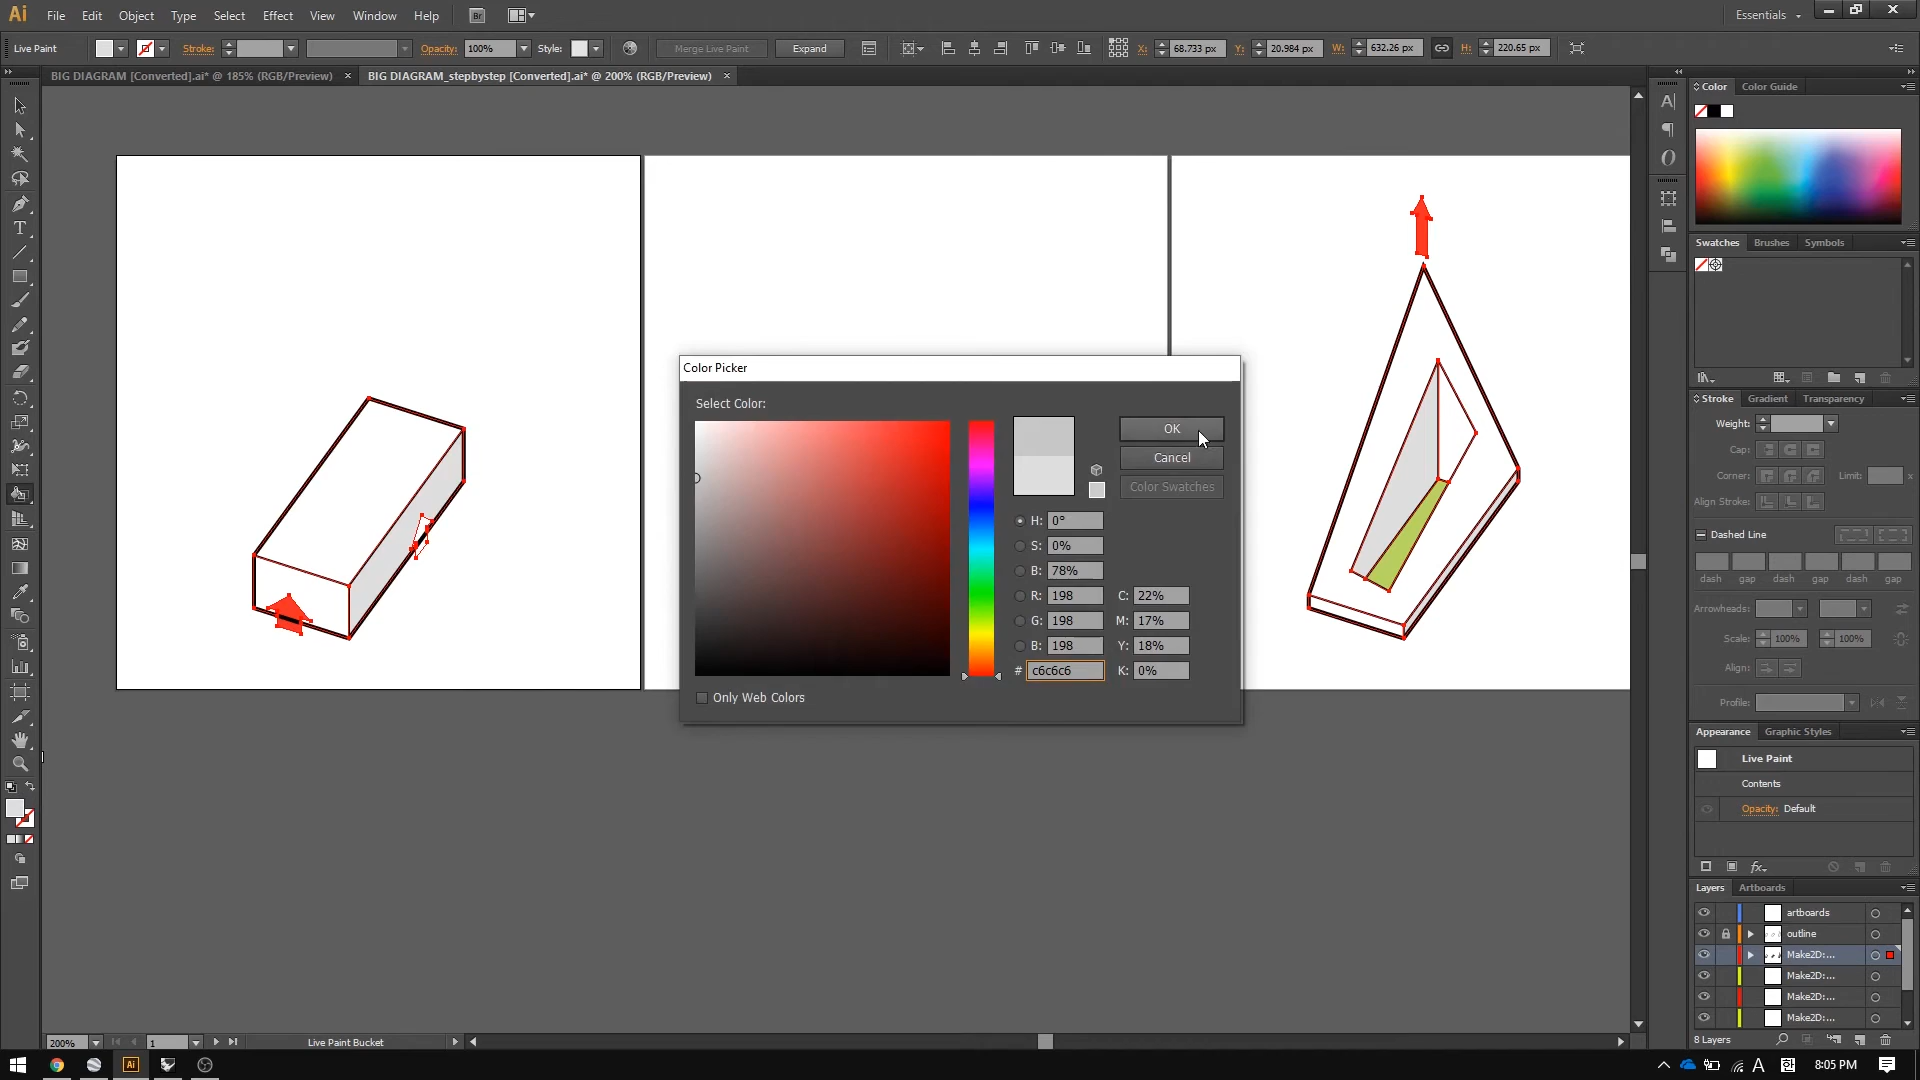 Ai File Edit Object Type Select Effect View Window Help Br Essentials
Live Paint Stroke: Opacity: 100% Style: Merge Live Paint Expand X: 68.733 px Y: 20.984 px W: 632.26 px H: 220.65 px
BIG DIAGRAM [Converted].ai* @ 185% (RGB/Preview) × BIG DIAGRAM_stepbystep [Converted].ai* @ 200% (RGB/Preview) ×
Color Color Guide
Swatches Brushes Symbols
Color Picker
Select Color:
OK
Cancel
Color Swatches
H: 0°
S: 0%
B: 78%
R: 198 C: 22%
G: 198 M: 17%
B: 198 Y: 18%
# c6c6c6 K: 0%
Only Web Colors
Stroke Gradient Transparency
Weight:
Cap:
Corner: Limit: x
Align Stroke:
Dashed Line
dash gap dash gap dash gap
Arrowheads:
Scale: 100% 100%
Align:
Profile:
Appearance Graphic Styles
Live Paint
Contents
Opacity: Default
fx
Layers Artboards
artboards
outline
Make2D:...
Make2D:...
Make2D:...
Make2D:...
8 Layers
200% 1 Live Paint Bucket
Ai A 한 8:05 PM